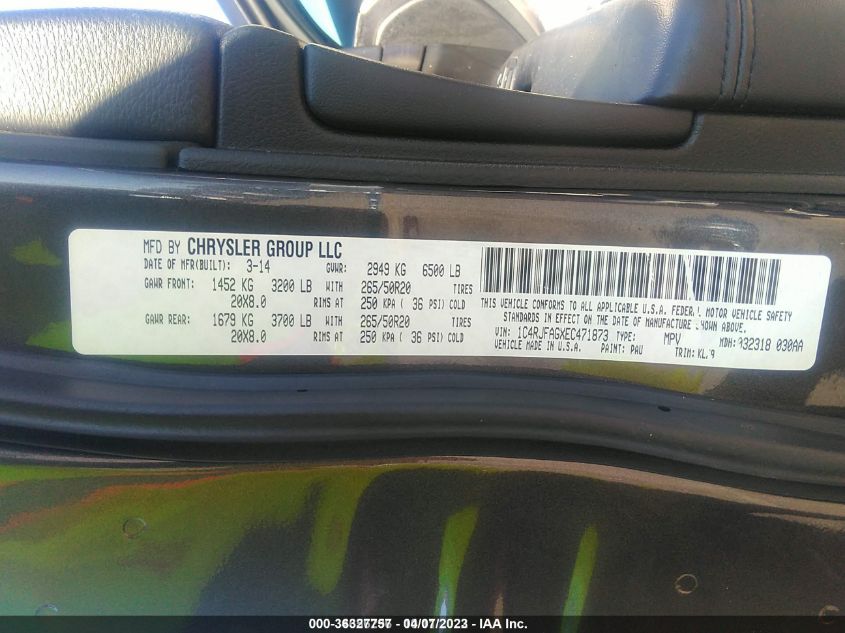 MFD BY CHRYSLER GROUP LLC
DATE OF MFR(BUILT): 3-14 GVWR: 2949 KG 6500 LB
GAWR FRONT: 1452 KG 3200 LB WITH 265/50R20 TIRES
20X8.0 RIMS AT 250 KPA ( 36 PSI) COLD
GAWR REAR: 1679 KG 3700 LB WITH 265/50R20 TIRES
20X8.0 RIMS AT 250 KPA ( 36 PSI) COLD
THIS VEHICLE CONFORMS TO ALL APPLICABLE U.S.A. MOTOR VEHICLE SAFETY
STANDARDS IN EFFECT ON THE DATE OF MANUFACTURE ABOVE.
VIN: 1C4RJFAGXEC471873 TYPE: MPV MDH: 030AA
VEHICLE MADE IN U.S.A. PAINT: PAU TRIM:
000-36327757 - 04/07/2023 - IAA Inc.